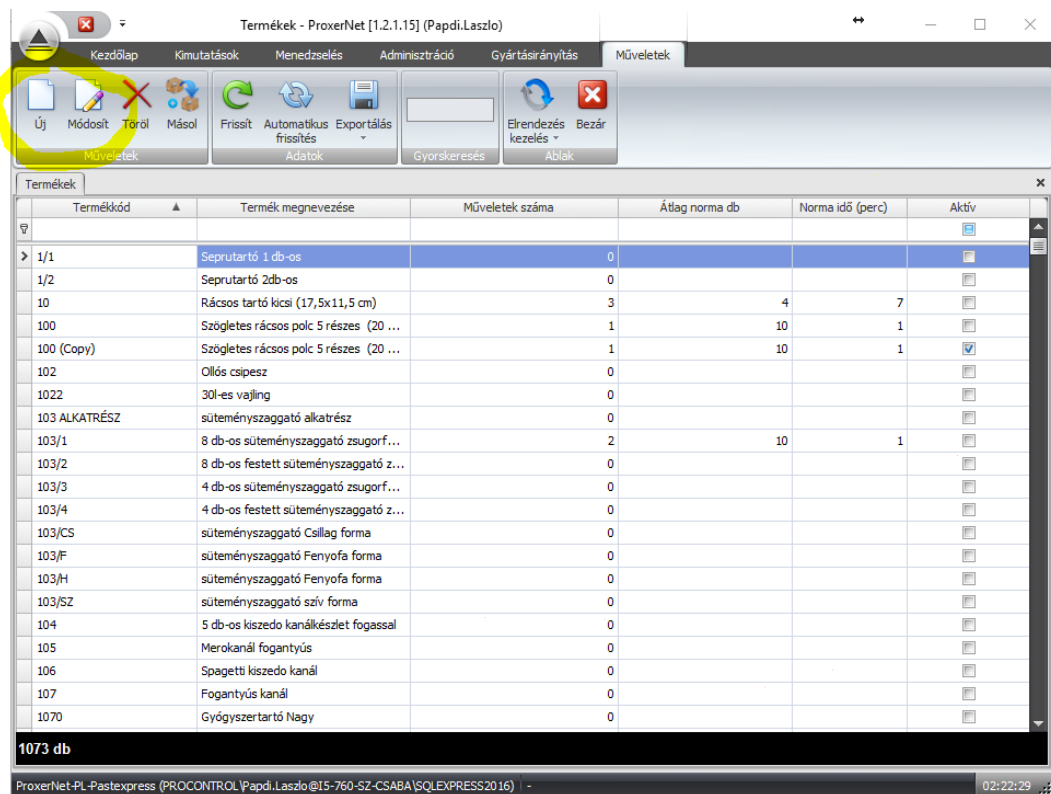 Termékek - ProxerNet [1.2.1.15] (Papdi.Laszlo)
Kezdőlap Kimutatások Menedzselés Adminisztráció Gyártásirányítás Műveletek
Új Módosít Töröl Másol Frissít Automatikus frissítés Exportálás Elrendezés kezelés Bezár
Műveletek Adatok Gyorskeresés Ablak
Termékek
Termékkód Termék megnevezése Műveletek száma Átlag norma db Norma idő (perc) Aktív
1/1 Seprutartó 1 db-os 0
1/2 Seprutartó 2db-os 0
10 Rácsos tartó kicsi (17,5x11,5 cm) 3 4 7
100 Szögletes rácsos polc 5 részes (20 ... 1 10 1
100 (Copy) Szögletes rácsos polc 5 részes (20 ... 1 10 1
102 Ollós csipesz 0
1022 30l-es vajling 0
103 ALKATRÉSZ süteményszaggató alkatrész 0
103/1 8 db-os süteményszaggató zsugorf... 2 10 1
103/2 8 db-os festett süteményszaggató z... 0
103/3 4 db-os süteményszaggató zsugorf... 0
103/4 4 db-os festett süteményszaggató z... 0
103/CS süteményszaggató Csillag forma 0
103/F süteményszaggató Fenyofa forma 0
103/H süteményszaggató Fenyofa forma 0
103/SZ süteményszaggató szív forma 0
104 5 db-os kiszedo kanálkészlet fogassal 0
105 Merokanál fogantyús 0
106 Spagetti kiszedo kanál 0
107 Fogantyús kanál 0
1070 Gyógyszertartó Nagy 0
1073 db
ProxerNet-PL-Pastexpress (PROCONTROL\Papdi.Laszlo@I5-760-SZ-CSABA\SQLEXPRESS2016) - 02:22:29